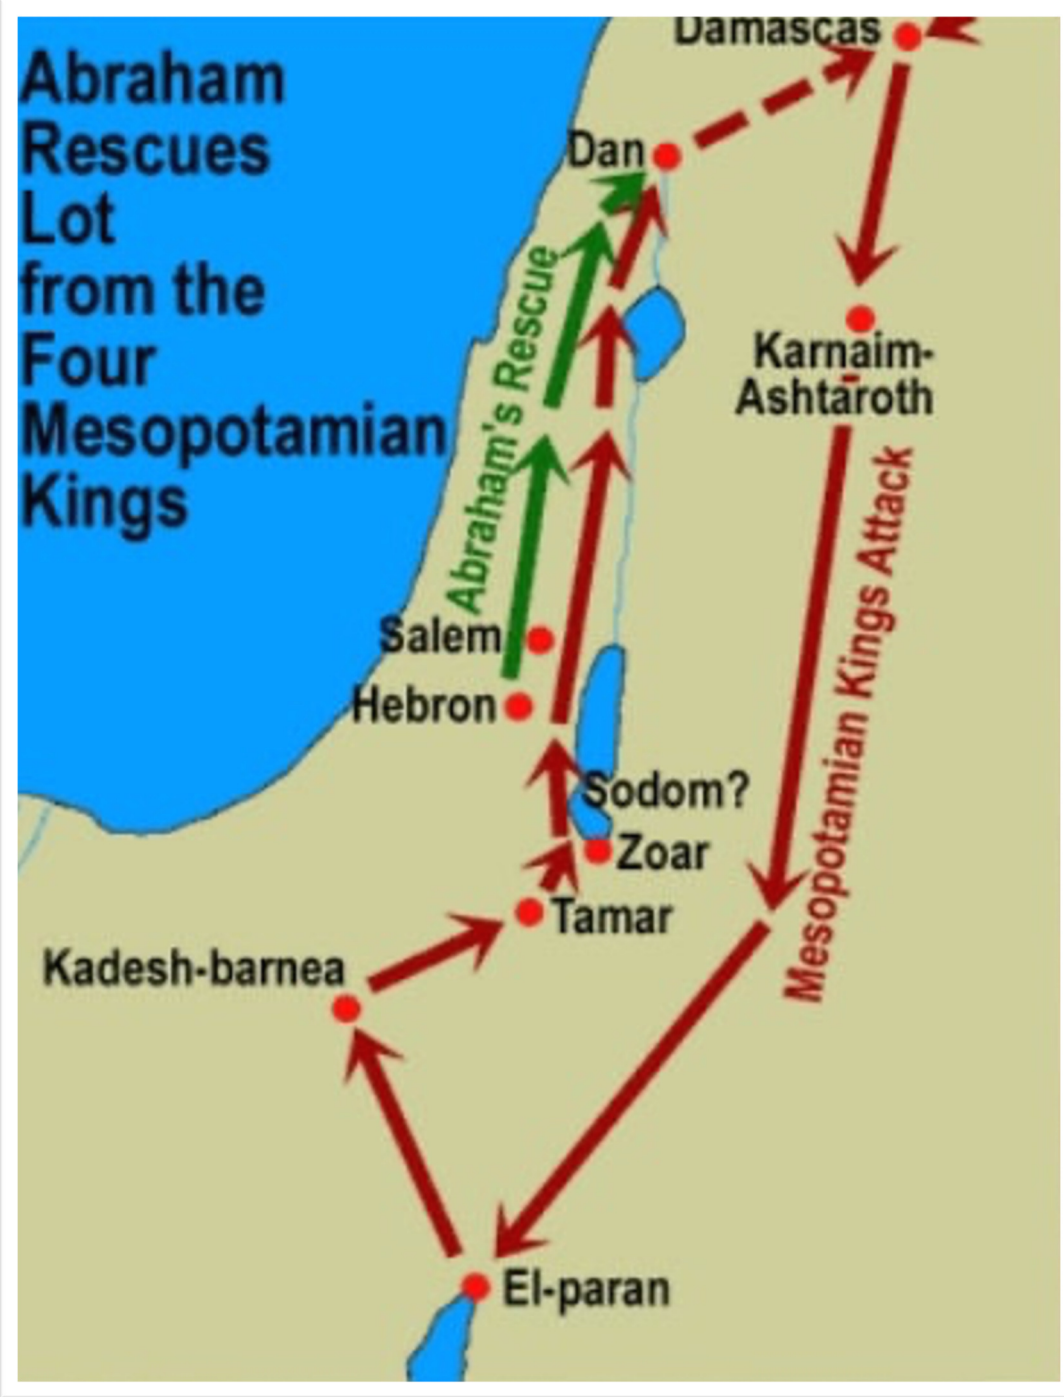 Abraham
Rescues
Lot
from the
Four
Mesopotamian
Kings
Damascas
Dan
Karnaim-
Ashtaroth
Abraham's Rescue
Mesopotamian Kings Attack
Salem
Hebron
Sodom?
Zoar
Tamar
Kadesh-barnea
El-paran